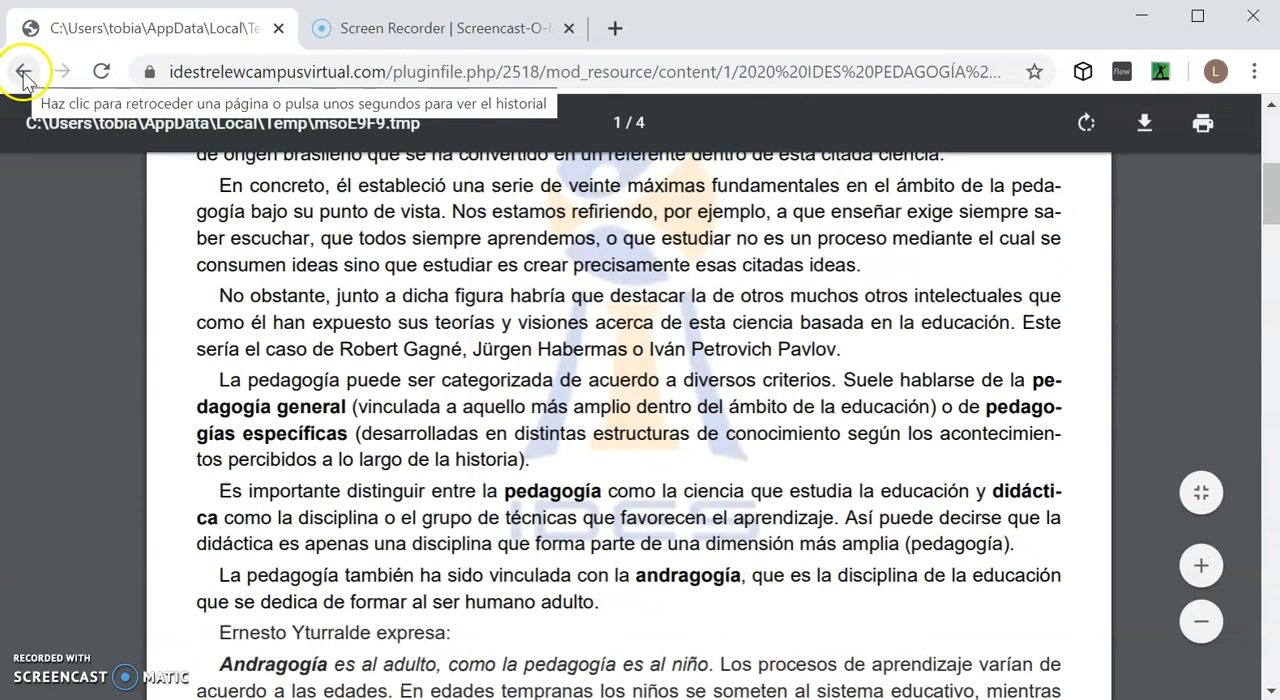 C:\Users\tobia\AppData\Local\Te
Screen Recorder | Screencast-O-M
idestrelewcampusvirtual.com/pluginfile.php/2518/mod_resource/content/1/2020%20IDES%20PEDAGOGÍA%2...
flow
L
Haz clic para retroceder una página o pulsa unos segundos para ver el historial
C:\Users\tobia\AppData\Local\Temp\msoE9F9.tmp
1 / 4
de origen brasileño que se ha convertido en un referente dentro de esta citada ciencia.
En concreto, él estableció una serie de veinte máximas fundamentales en el ámbito de la peda-
gogía bajo su punto de vista. Nos estamos refiriendo, por ejemplo, a que enseñar exige siempre sa-
ber escuchar, que todos siempre aprendemos, o que estudiar no es un proceso mediante el cual se
consumen ideas sino que estudiar es crear precisamente esas citadas ideas.
No obstante, junto a dicha figura habría que destacar la de otros muchos otros intelectuales que
como él han expuesto sus teorías y visiones acerca de esta ciencia basada en la educación. Este
sería el caso de Robert Gagné, Jürgen Habermas o Iván Petrovich Pavlov.
La pedagogía puede ser categorizada de acuerdo a diversos criterios. Suele hablarse de la pe-
dagogía general (vinculada a aquello más amplio dentro del ámbito de la educación) o de pedago-
gías específicas (desarrolladas en distintas estructuras de conocimiento según los acontecimien-
tos percibidos a lo largo de la historia).
Es importante distinguir entre la pedagogía como la ciencia que estudia la educación y didácti-
ca como la disciplina o el grupo de técnicas que favorecen el aprendizaje. Así puede decirse que la
didáctica es apenas una disciplina que forma parte de una dimensión más amplia (pedagogía).
La pedagogía también ha sido vinculada con la andragogía, que es la disciplina de la educación
que se dedica de formar al ser humano adulto.
Ernesto Yturralde expresa:
Andragogía es al adulto, como la pedagogía es al niño. Los procesos de aprendizaje varían de
acuerdo a las edades. En edades tempranas los niños se someten al sistema educativo, mientras
IDES
RECORDED WITH
SCREENCAST MATIC